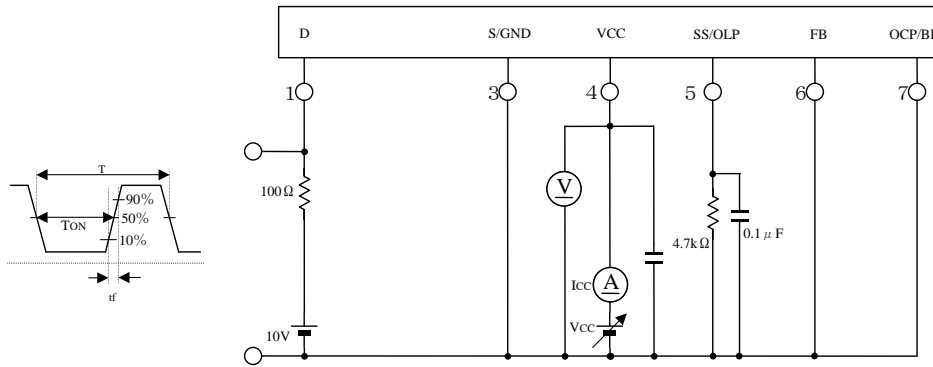 D S/GND VCC SS/OLP FB OCP/B
1 3 4 5 6 7
T
90%
TON 50%
10%
tf
100Ω
V
4.7kΩ 0.1μF
ICC A
10V VCC